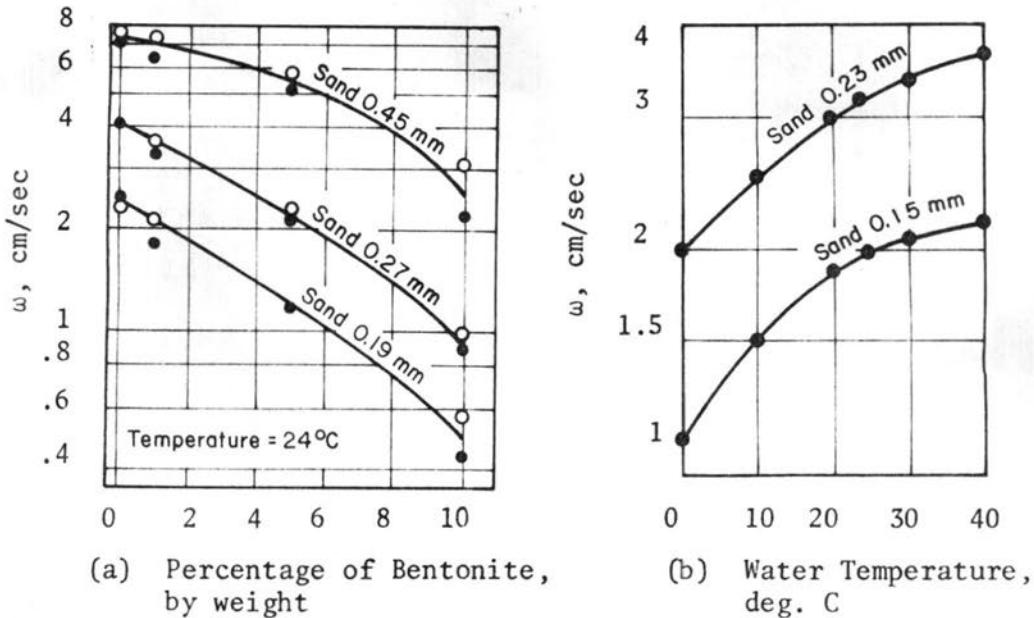 8
6
4
2
1
.8
.6
.4
ω, cm/sec
Sand 0.45 mm
Sand 0.27 mm
Sand 0.19 mm
Temperature = 24°C
0 2 4 6 8 10
(a) Percentage of Bentonite,
by weight
4
3
2
1.5
1
ω, cm/sec
Sand 0.23 mm
Sand 0.15 mm
0 10 20 30 40
(b) Water Temperature,
deg. C